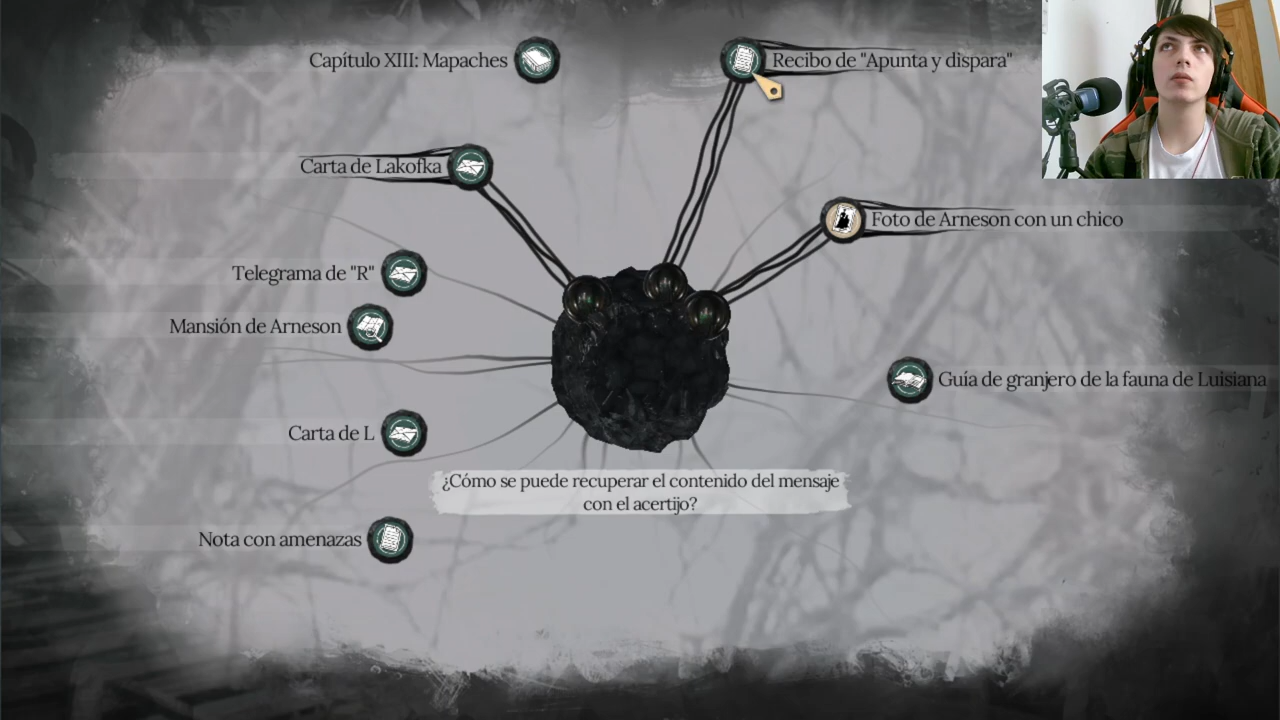 Capítulo XIII: Mapaches
Recibo de "Apunta y dispara"
Carta de Lakofka
Foto de Arneson con un chico
Telegrama de "R"
Mansión de Arneson
Guía de granjero de la fauna de Luisiana
Carta de L
¿Cómo se puede recuperar el contenido del mensaje
con el acertijo?
Nota con amenazas